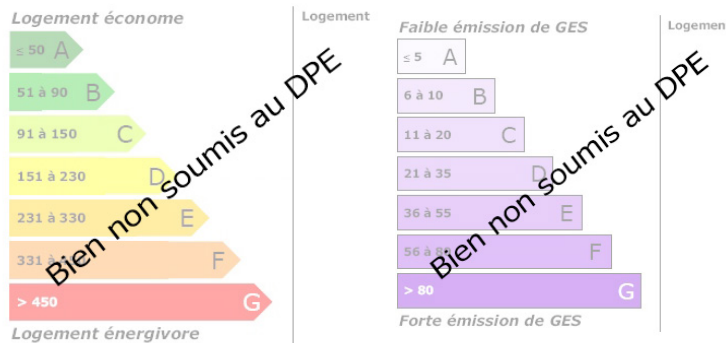 Logement économe
Logement
≤ 50 A
51 à 90 B
91 à 150 C
151 à 230 D
231 à 330 E
331 F
> 450 G
Logement énergivore
Bien non soumis au DPE
Faible émission de GES
Logemen
≤ 5 A
6 à 10 B
11 à 20 C
21 à 35 D
36 à 55 E
56 à 80 F
> 80 G
Forte émission de GES
Bien non soumis au DPE